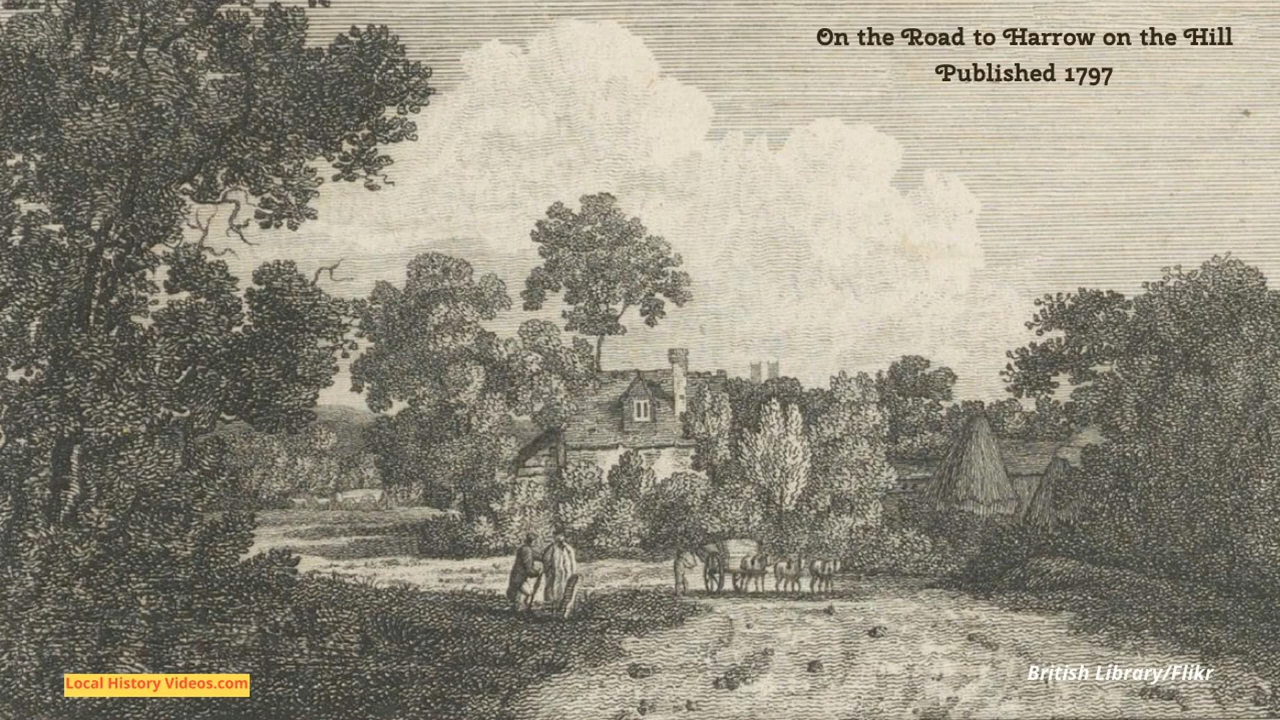 On the Road to Harrow on the Hill
Published 1797
Local History Videos.com
British Library/Flikr